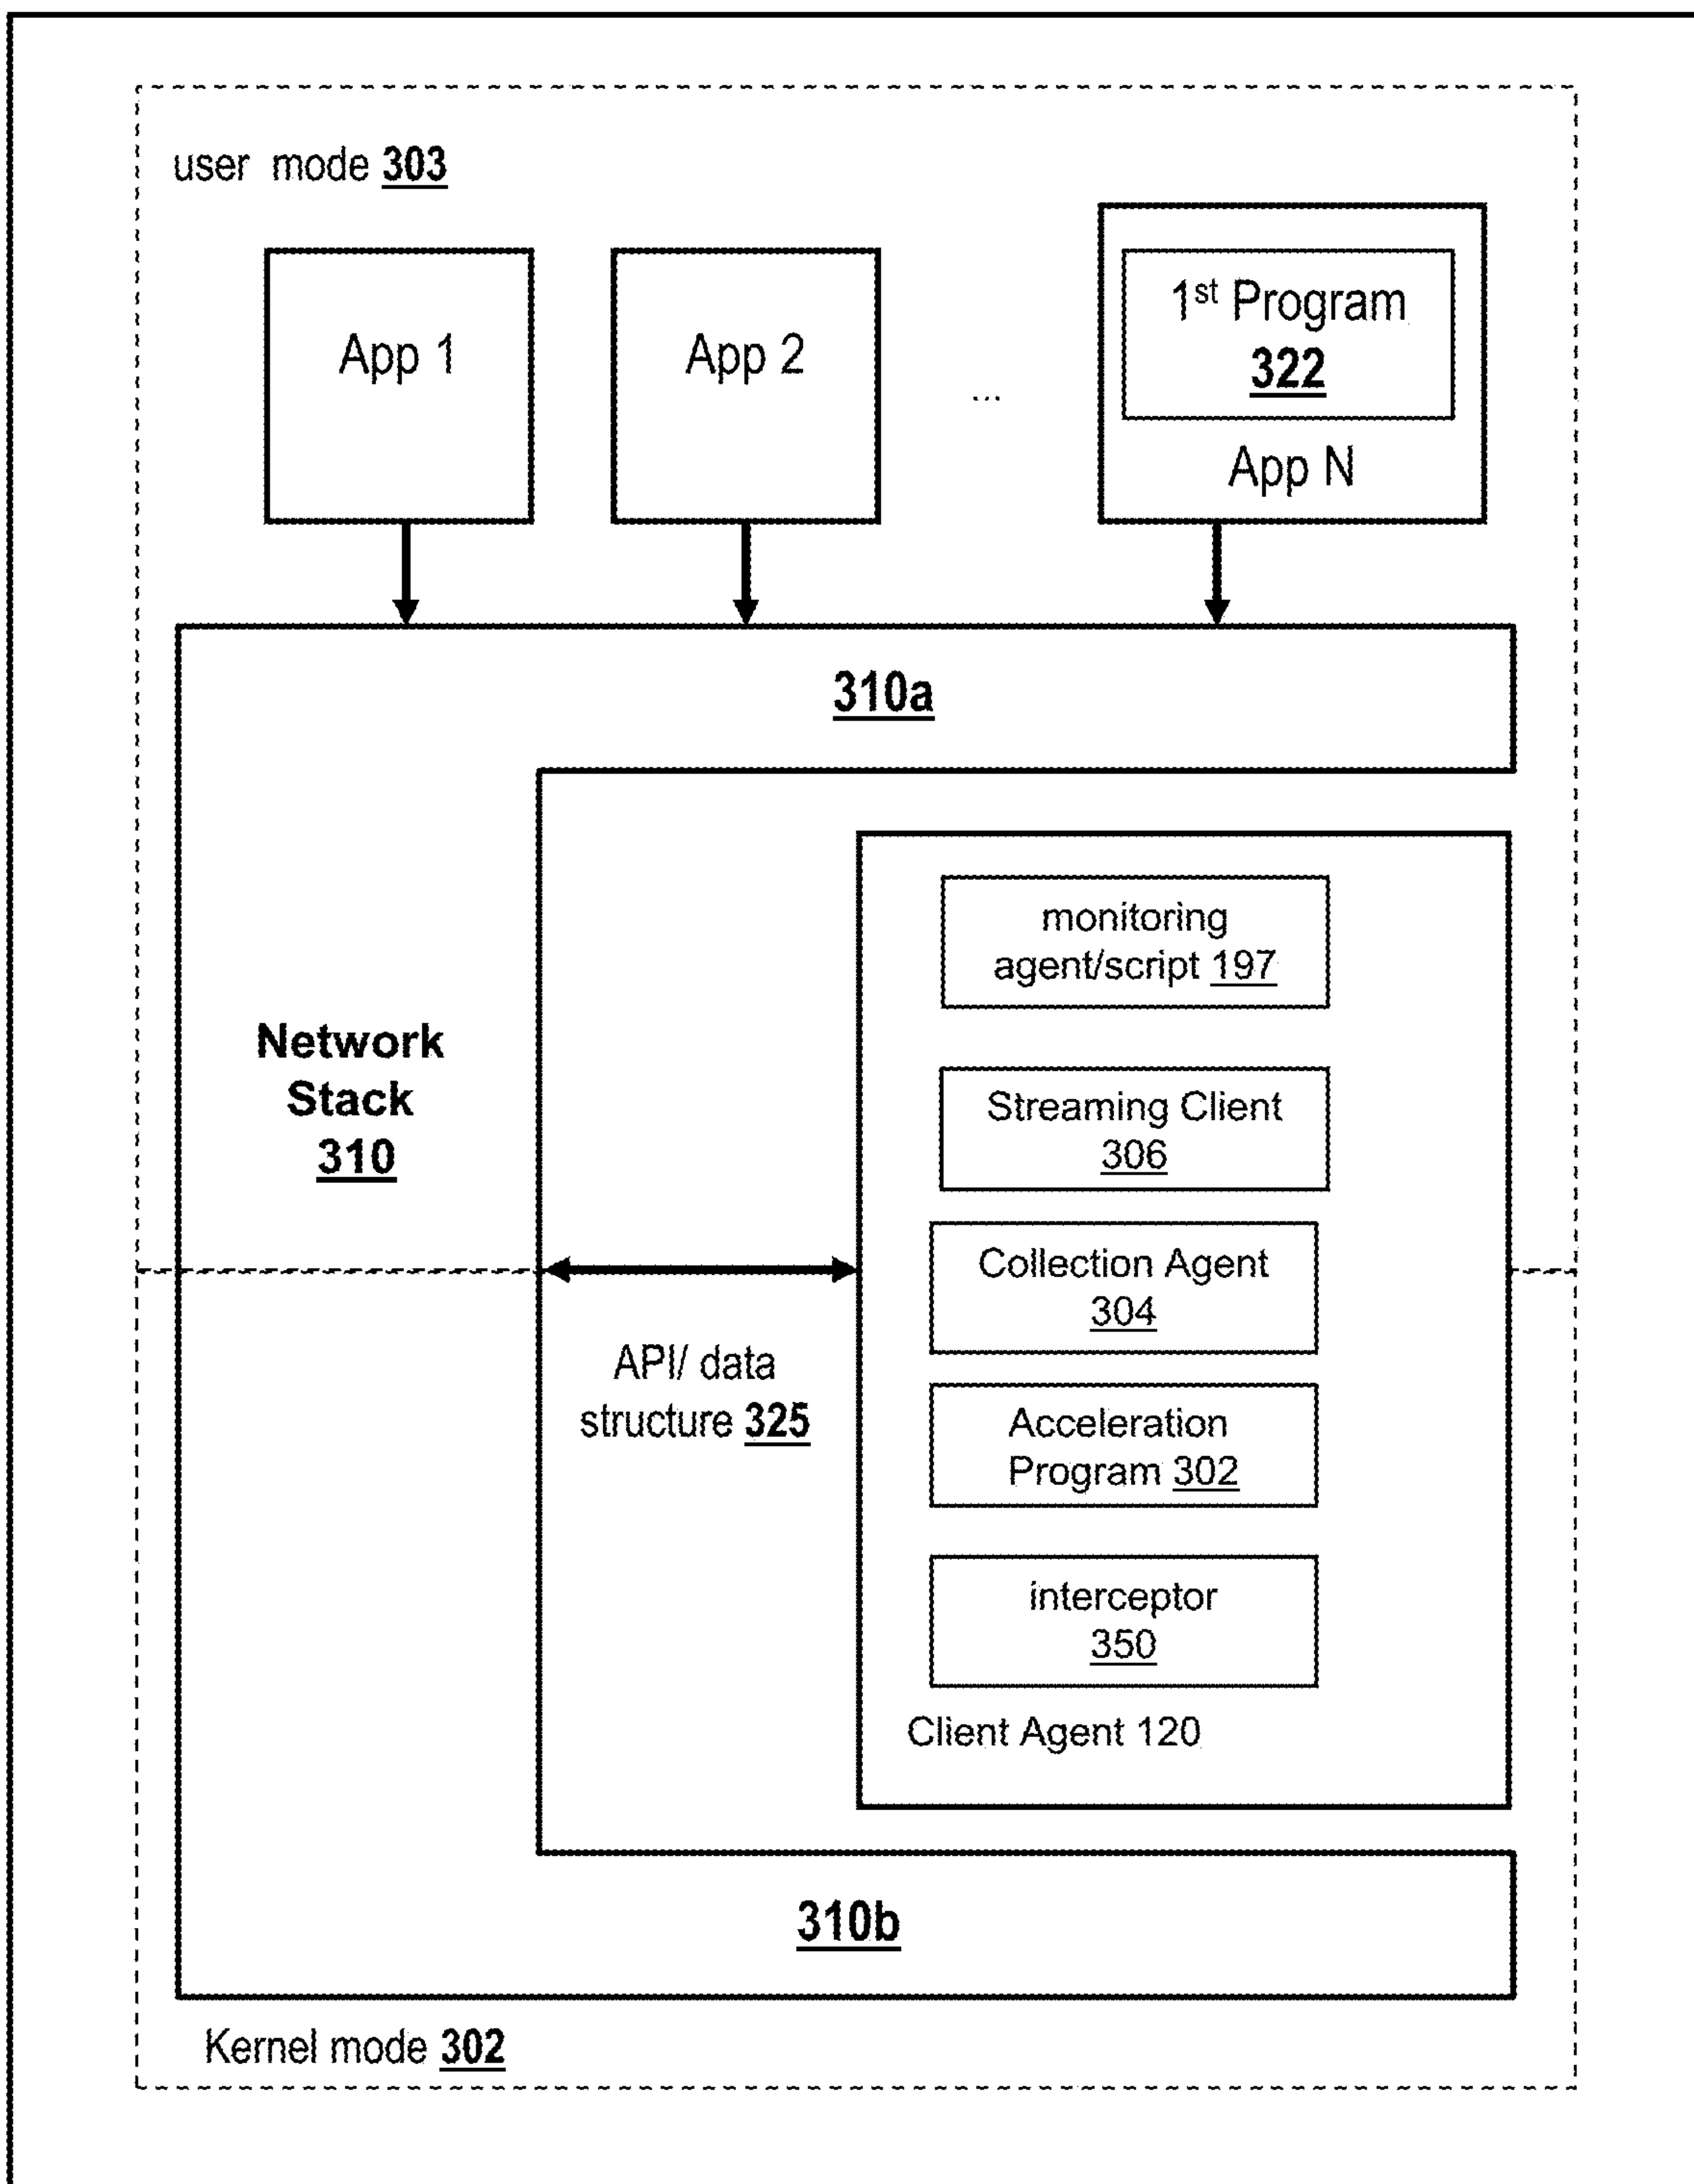 user mode 303
App 1
App 2
...
1st Program
322
App N
310a
Network
Stack
310
monitoring
agent/script 197
Streaming Client
306
Collection Agent
304
API/ data
structure 325
Acceleration
Program 302
interceptor
350
Client Agent 120
310b
Kernel mode 302